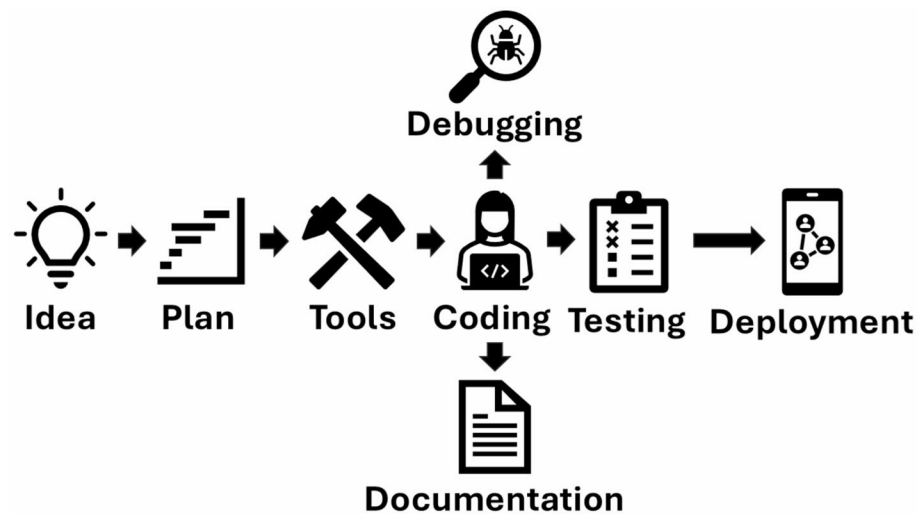 Debugging
Idea
Plan
Tools
Coding
Testing
Deployment
</>
Documentation